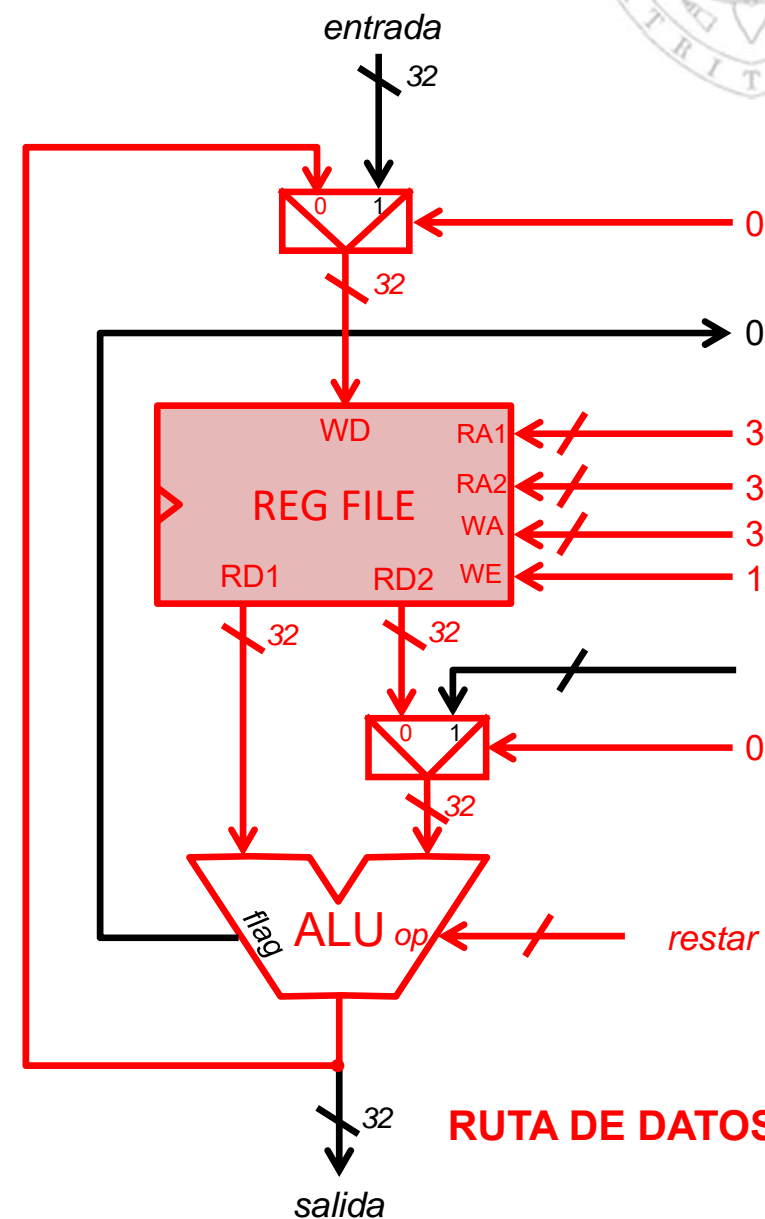 entrada
32
0 1
0
32
0
WD
RA1
3
RA2
3
REG FILE
WA
3
RD1
RD2
WE
1
32
32
0 1
0
32
flag
ALU
op
restar
32
RUTA DE DATOS
salida